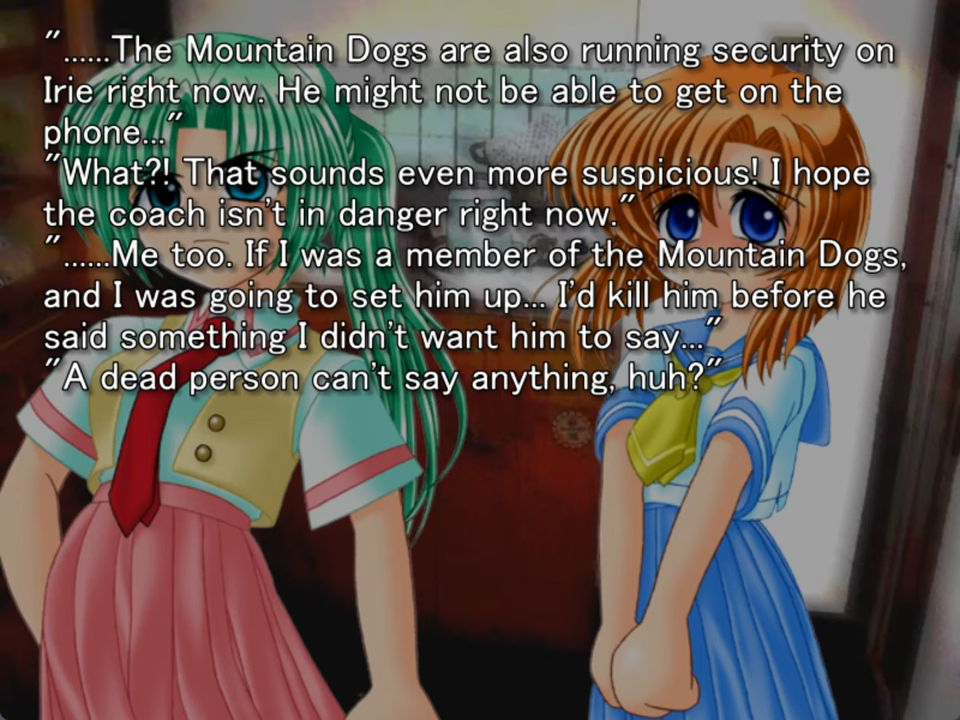 "......The Mountain Dogs are also running security on
Irie right now. He might not be able to get on the
phone..."
"What?! That sounds even more suspicious! I hope
the coach isn't in danger right now."
"......Me too. If I was a member of the Mountain Dogs,
and I was going to set him up... I'd kill him before he
said something I didn't want him to say..."
"A dead person can't say anything, huh?"